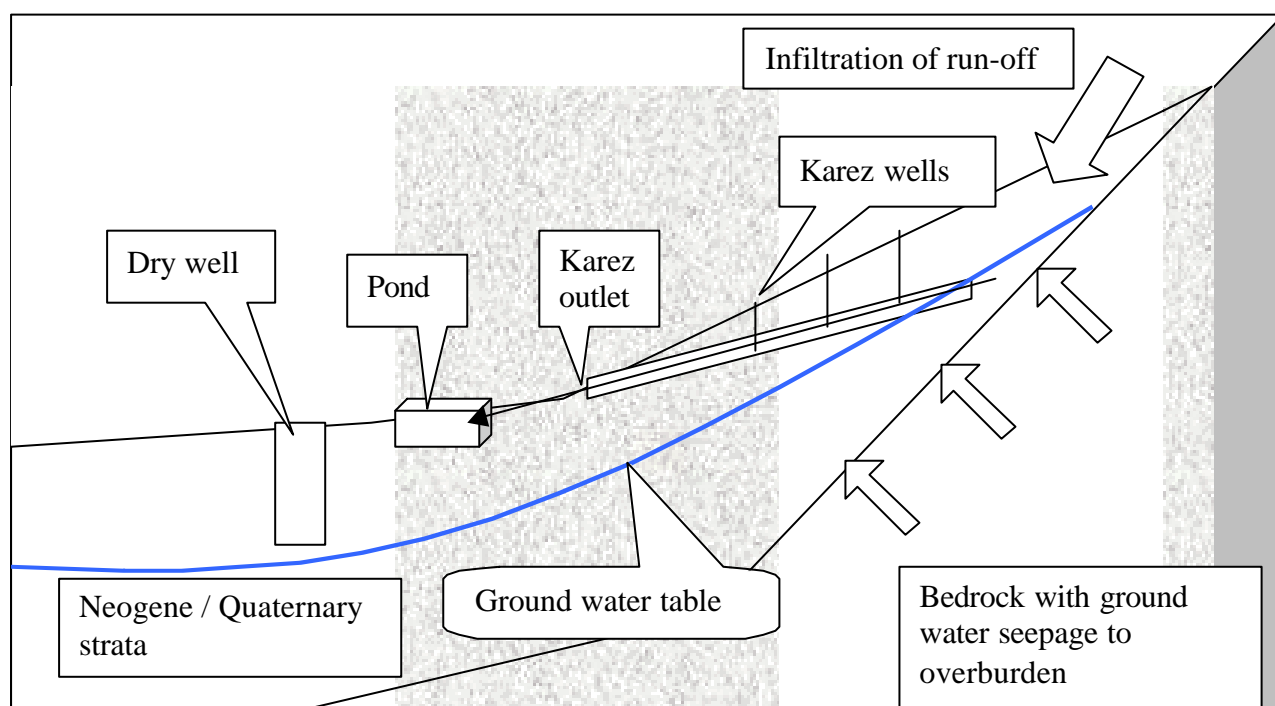 Infiltration of run-off
Karez wells
Dry well
Pond
Karez
outlet
Ground water table
Neogene / Quaternary
strata
Bedrock with ground
water seepage to
overburden